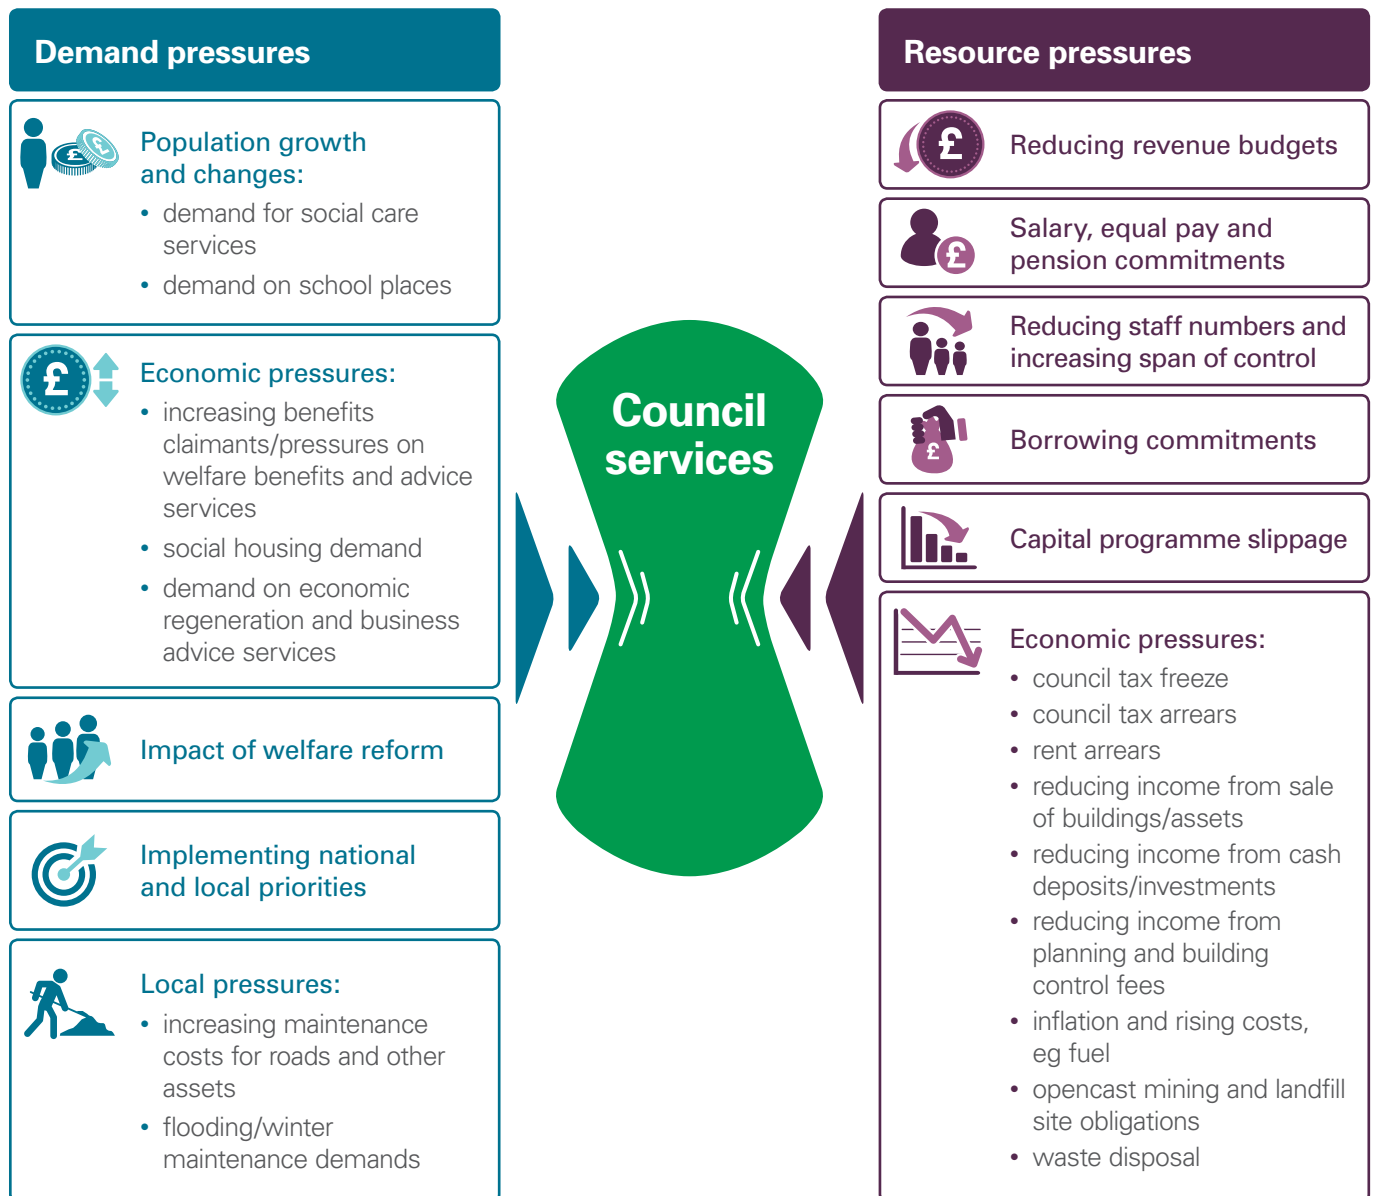 Demand pressures
Population growth
and changes:
• demand for social care
services
• demand on school places
Economic pressures:
• increasing benefits
claimants/pressures on
welfare benefits and advice
services
• social housing demand
• demand on economic
regeneration and business
advice services
Impact of welfare reform
Implementing national
and local priorities
Local pressures:
• increasing maintenance
costs for roads and other
assets
• flooding/winter
maintenance demands
Council
services
Resource pressures
£
Reducing revenue budgets
£
Salary, equal pay and
pension commitments
Reducing staff numbers and
increasing span of control
£
Borrowing commitments
Capital programme slippage
Economic pressures:
• council tax freeze
• council tax arrears
• rent arrears
• reducing income from sale
of buildings/assets
• reducing income from cash
deposits/investments
• reducing income from
planning and building
control fees
• inflation and rising costs,
eg fuel
• opencast mining and landfill
site obligations
• waste disposal